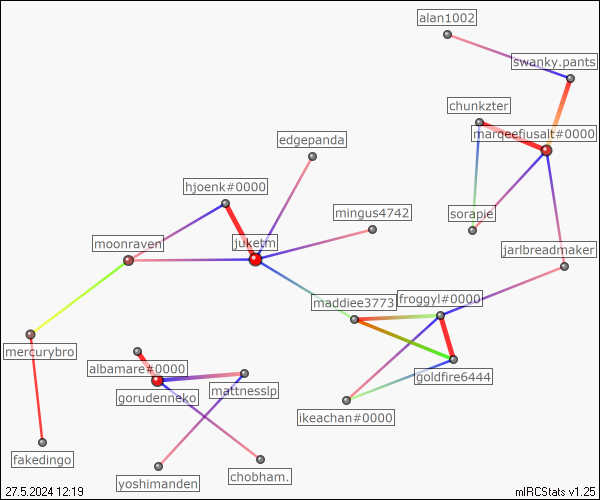 alan1002
swanky.pants
chunkzter
marqeefiusalt#0000
edgepanda
hjoenk#0000
mingus4742
sorapie
moonraven
juketm
jarlbreadmaker
maddiee3773
froggyl#0000
mercurybro
albamare#0000
goldfire6444
gorudenneko
mattnesslp
ikeachan#0000
fakedingo
yoshimanden
chobham.
27.5.2024 12:19
mIRCStats v1.25